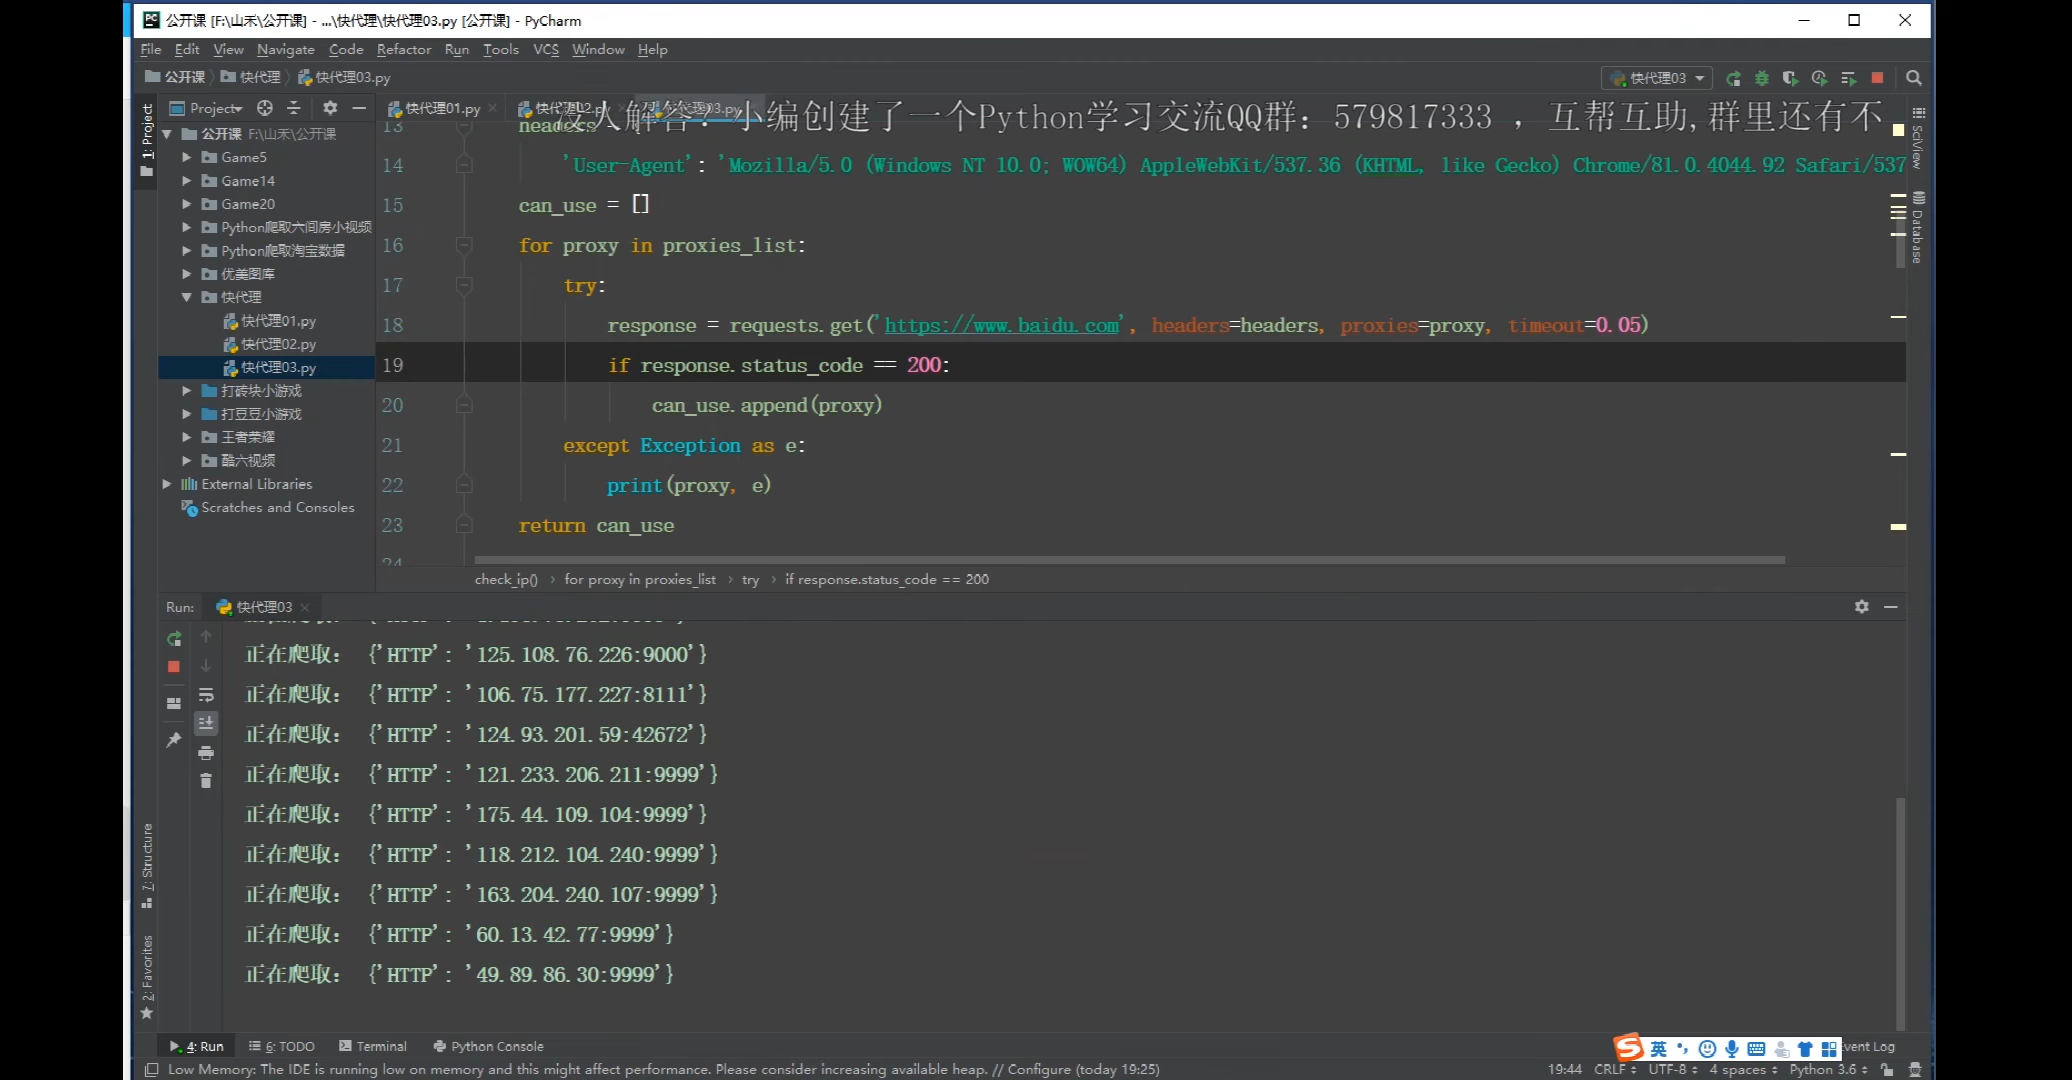 公开课 [F:\山禾\公开课] - ...\快代理\快代理03.py [公开课] - PyCharm
File Edit View Navigate Code Refactor Run Tools VCS Window Help
公开课 快代理 快代理03.py
快代理03
Project
快代理01.py
没人解答？小编创建了一个Python学习交流QQ群：579817333 ，互帮互助,群里还有不
1: Project
公开课 F:\山禾\公开课
Game5
Game14
Game20
Python爬取六间房小视频
Python爬取淘宝数据
优美图库
快代理
快代理01.py
快代理02.py
快代理03.py
打砖块小游戏
打豆豆小游戏
王者荣耀
酷六视频
External Libraries
Scratches and Consoles
13 headers
14 'User-Agent': 'Mozilla/5.0 (Windows NT 10.0; WOW64) AppleWebKit/537.36 (KHTML, like Gecko) Chrome/81.0.4044.92 Safari/537
15 can_use = []
16 for proxy in proxies_list:
17 try:
18 response = requests.get('https://www.baidu.com', headers=headers, proxies=proxy, timeout=0.05)
19 if response.status_code == 200:
20 can_use.append(proxy)
21 except Exception as e:
22 print(proxy, e)
23 return can_use
24
SciView
Database
check_ip() › for proxy in proxies_list › try › if response.status_code == 200
Run: 快代理03
正在爬取： {'HTTP': '125.108.76.226:9000'}
正在爬取： {'HTTP': '106.75.177.227:8111'}
正在爬取： {'HTTP': '124.93.201.59:42672'}
正在爬取： {'HTTP': '121.233.206.211:9999'}
正在爬取： {'HTTP': '175.44.109.104:9999'}
正在爬取： {'HTTP': '118.212.104.240:9999'}
正在爬取： {'HTTP': '163.204.240.107:9999'}
正在爬取： {'HTTP': '60.13.42.77:9999'}
正在爬取： {'HTTP': '49.89.86.30:9999'}
7: Structure
2: Favorites
4: Run 6: TODO Terminal Python Console
英
Event Log
Low Memory: The IDE is running low on memory and this might affect performance. Please consider increasing available heap. // Configure (today 19:25)
19:44 CRLF UTF-8 4 spaces Python 3.6